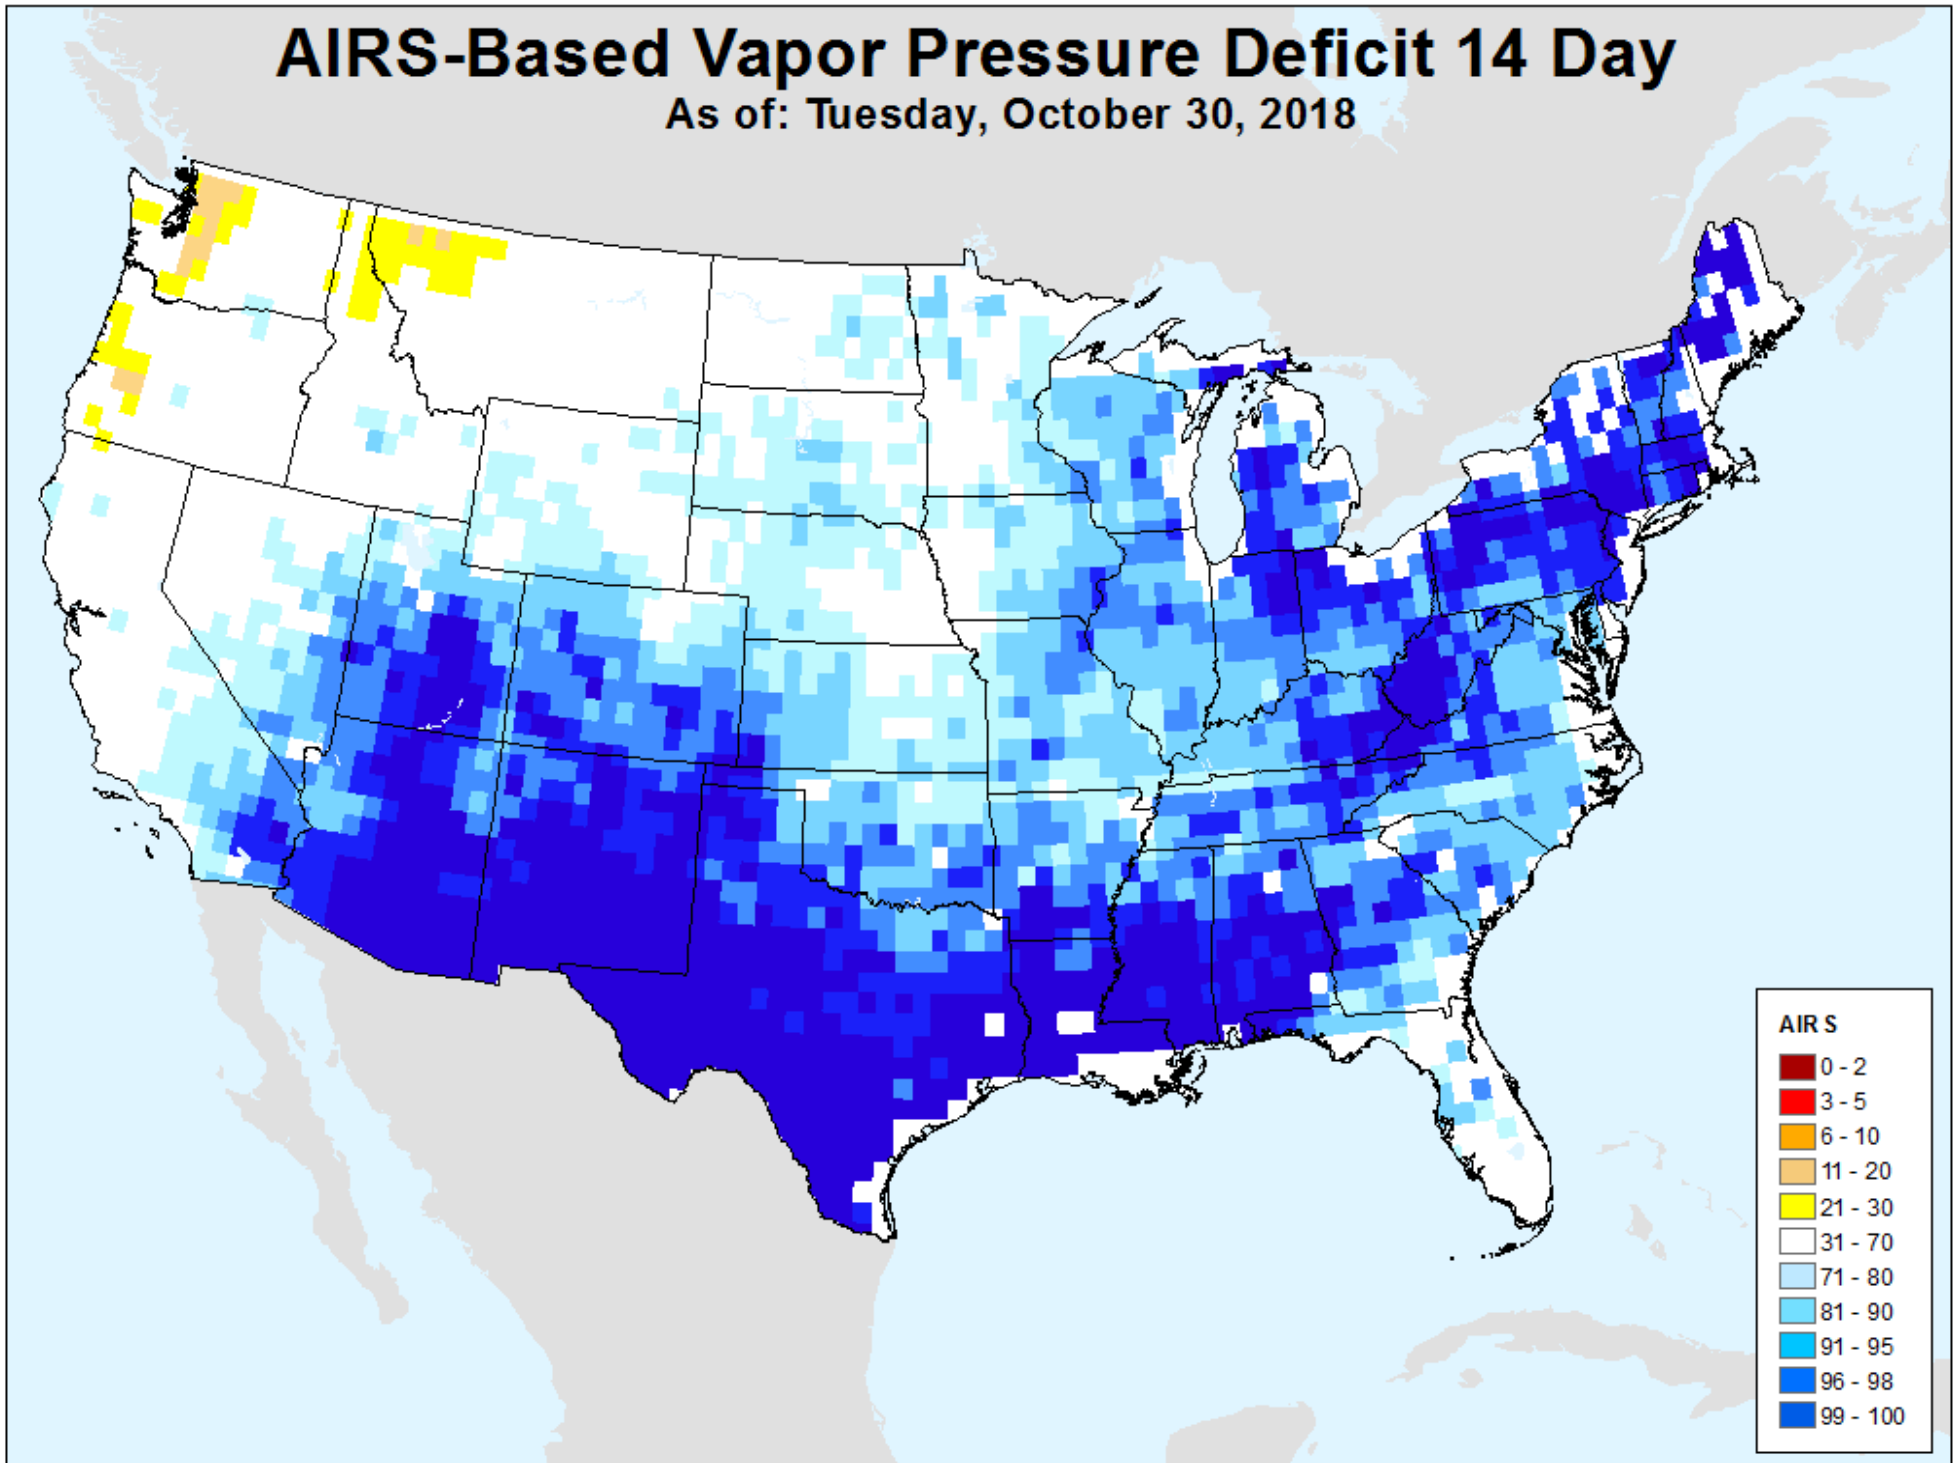 AIRS-Based Vapor Pressure Deficit 14 Day
As of: Tuesday, October 30, 2018
AIRS
0 - 2
3 - 5
6 - 10
11 - 20
21 - 30
31 - 70
71 - 80
81 - 90
91 - 95
96 - 98
99 - 100